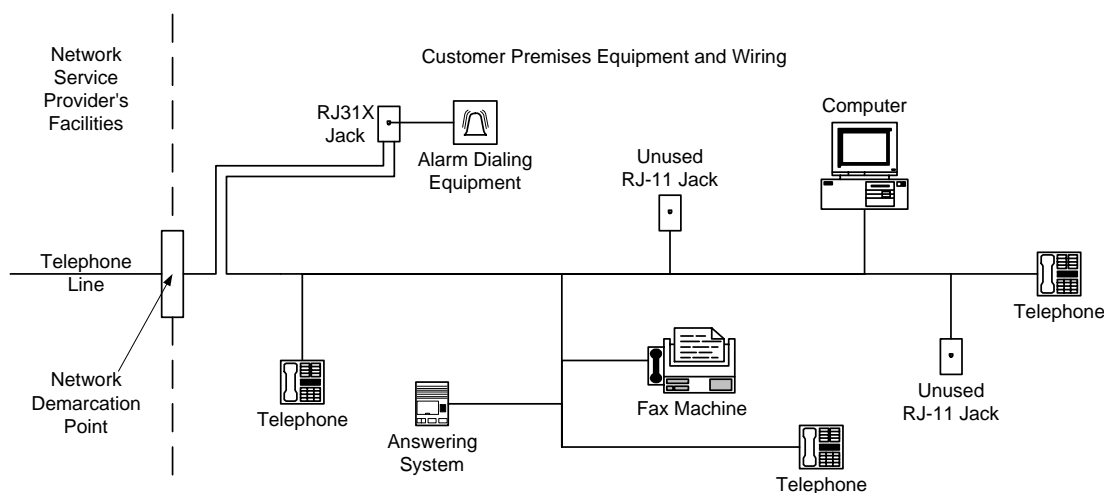 Network
Service
Provider's
Facilities
Customer Premises Equipment and Wiring
RJ31X
Jack
Alarm Dialing
Equipment
Unused
RJ-11 Jack
Computer
Telephone
Line
Telephone
Network
Demarcation
Point
Telephone
Answering
System
Fax Machine
Unused
RJ-11 Jack
Telephone